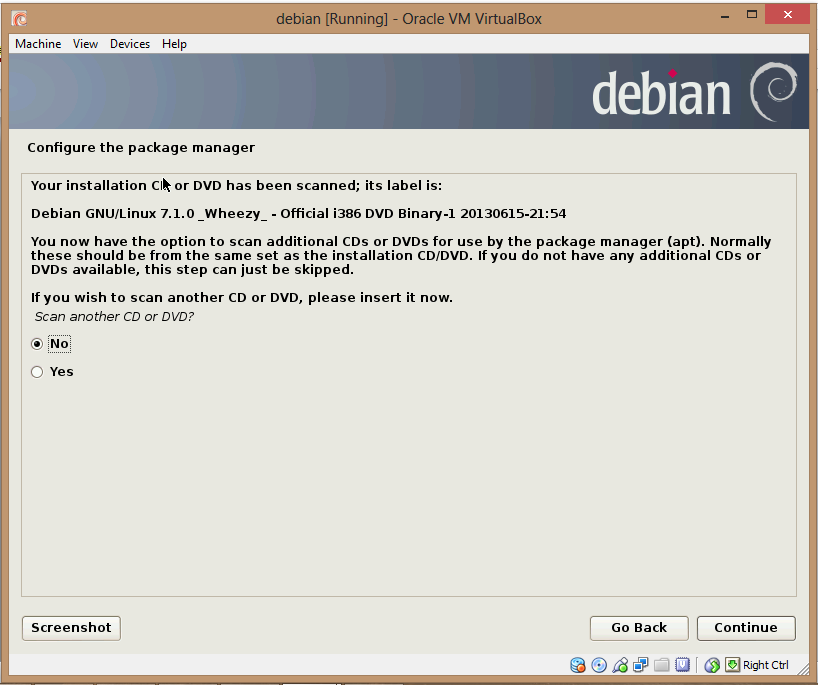 debian [Running] - Oracle VM VirtualBox
Machine View Devices Help
debian
Configure the package manager
Your installation CD or DVD has been scanned; its label is:
Debian GNU/Linux 7.1.0 _Wheezy_ - Official i386 DVD Binary-1 20130615-21:54
You now have the option to scan additional CDs or DVDs for use by the package manager (apt). Normally
these should be from the same set as the installation CD/DVD. If you do not have any additional CDs or
DVDs available, this step can just be skipped.
If you wish to scan another CD or DVD, please insert it now.
Scan another CD or DVD?
No
Yes
Screenshot Go Back Continue
Right Ctrl